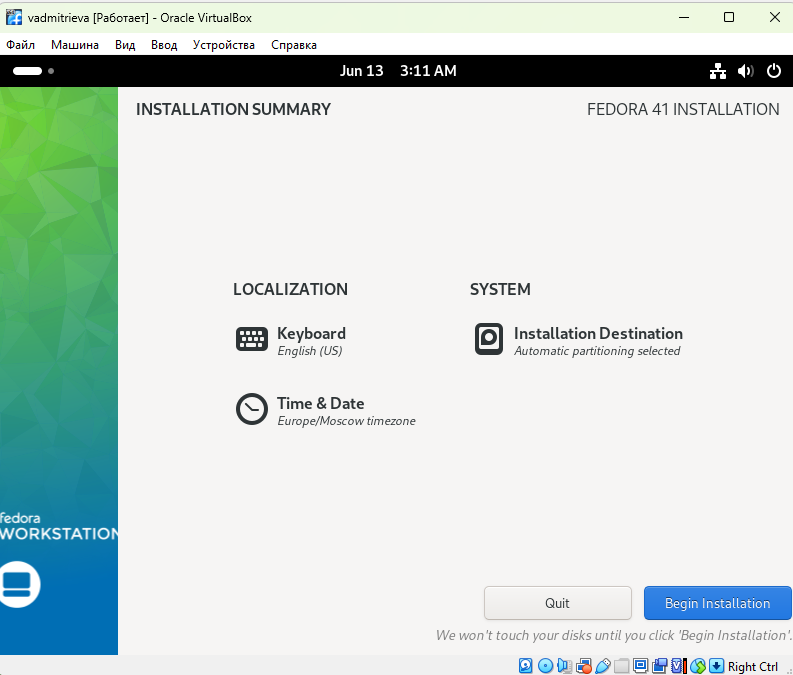 vadmitrieva [Работает] - Oracle VirtualBox
Файл Машина Вид Ввод Устройства Справка
Jun 13 3:11 AM
INSTALLATION SUMMARY
FEDORA 41 INSTALLATION
LOCALIZATION
SYSTEM
Keyboard
English (US)
Installation Destination
Automatic partitioning selected
Time & Date
Europe/Moscow timezone
fedora
WORKSTATION
Quit
Begin Installation
We won't touch your disks until you click 'Begin Installation'.
Right Ctrl